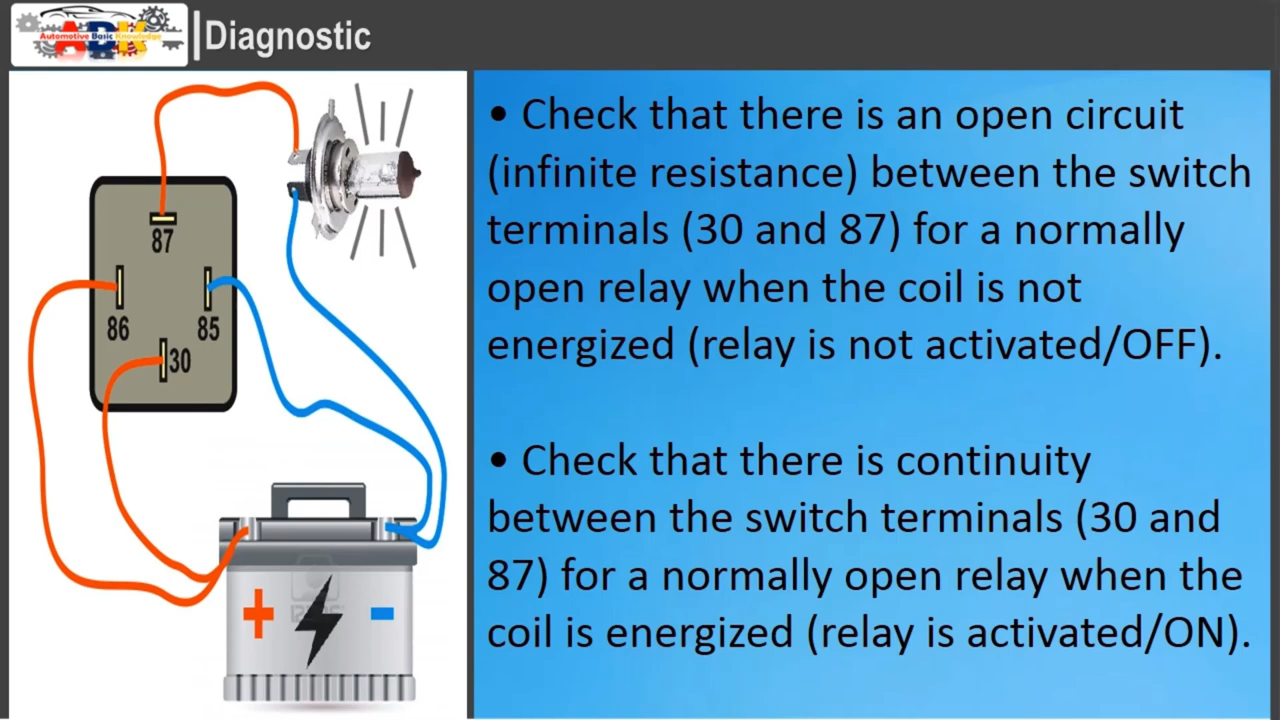 ABK
Automotive Basic Knowledge
Diagnostic
87
86
85
30
+
-
• Check that there is an open circuit
(infinite resistance) between the switch
terminals (30 and 87) for a normally
open relay when the coil is not
energized (relay is not activated/OFF).
• Check that there is continuity
between the switch terminals (30 and
87) for a normally open relay when the
coil is energized (relay is activated/ON).